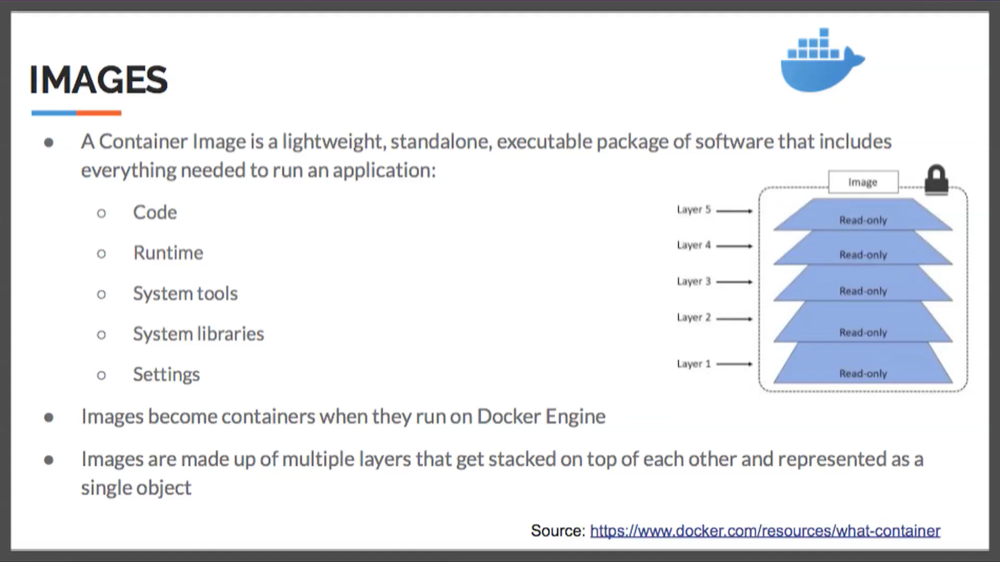 IMAGES
● A Container Image is a lightweight, standalone, executable package of software that includes
everything needed to run an application:
○ Code
○ Runtime
○ System tools
○ System libraries
○ Settings
Image
Layer 5
Read-only
Layer 4
Read-only
Layer 3
Read-only
Layer 2
Read-only
Layer 1
Read-only
● Images become containers when they run on Docker Engine
● Images are made up of multiple layers that get stacked on top of each other and represented as a
single object
Source: https://www.docker.com/resources/what-container